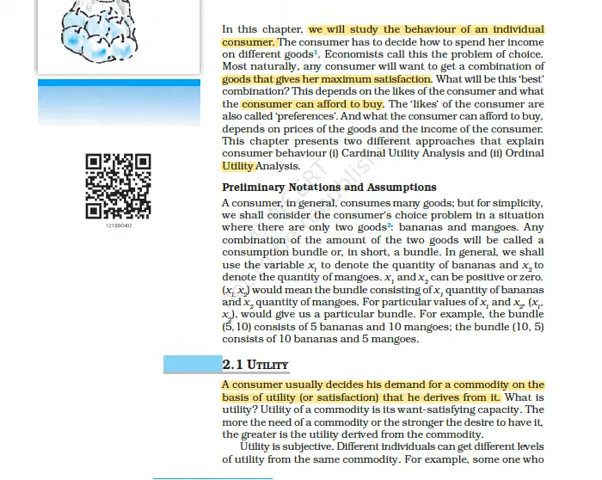 In this chapter, we will study the behaviour of an individual
consumer. The consumer has to decide how to spend her income
on different goods1. Economists call this the problem of choice.
Most naturally, any consumer will want to get a combination of
goods that gives her maximum satisfaction. What will be this ‘best’
combination? This depends on the likes of the consumer and what
the consumer can afford to buy. The ‘likes’ of the consumer are
also called ‘preferences’. And what the consumer can afford to buy,
depends on prices of the goods and the income of the consumer.
This chapter presents two different approaches that explain
consumer behaviour (i) Cardinal Utility Analysis and (ii) Ordinal
Utility Analysis.
Preliminary Notations and Assumptions
A consumer, in general, consumes many goods; but for simplicity,
we shall consider the consumer’s choice problem in a situation
where there are only two goods2: bananas and mangoes. Any
combination of the amount of the two goods will be called a
consumption bundle or, in short, a bundle. In general, we shall
use the variable x1 to denote the quantity of bananas and x2 to
denote the quantity of mangoes. x1 and x2 can be positive or zero.
(x1, x2) would mean the bundle consisting of x1 quantity of bananas
and x2 quantity of mangoes. For particular values of x1 and x2, (x1,
x2), would give us a particular bundle. For example, the bundle
(5,10) consists of 5 bananas and 10 mangoes; the bundle (10, 5)
consists of 10 bananas and 5 mangoes.
12100CH02
2.1 UTILITY
A consumer usually decides his demand for a commodity on the
basis of utility (or satisfaction) that he derives from it. What is
utility? Utility of a commodity is its want-satisfying capacity. The
more the need of a commodity or the stronger the desire to have it,
the greater is the utility derived from the commodity.
Utility is subjective. Different individuals can get different levels
of utility from the same commodity. For example, some one who